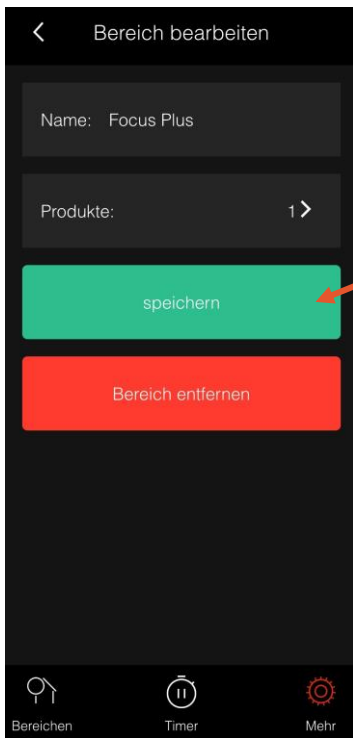 Bereich bearbeiten
Name: Focus Plus
Produkte: 1
speichern
Bereich entfernen
Bereichen Timer Mehr